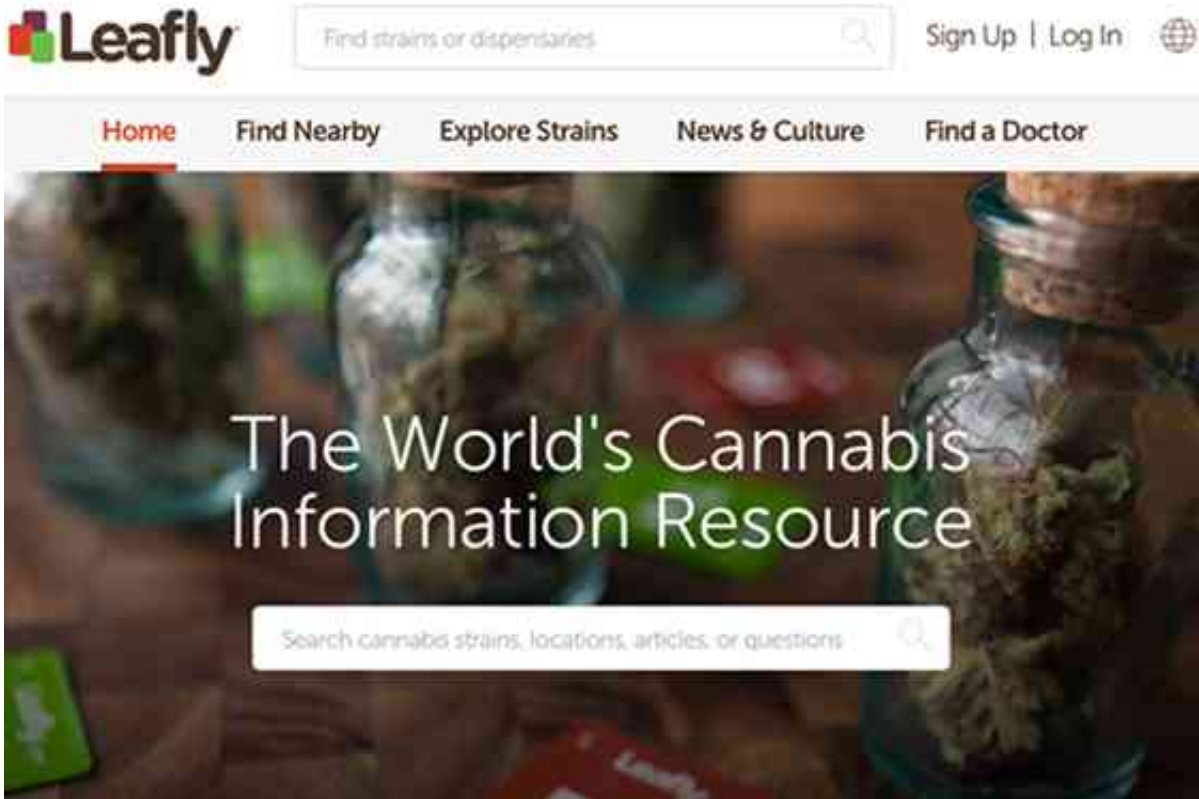 Leafly
Find strains or dispensaries
Sign Up | Log In
Home Find Nearby Explore Strains News & Culture Find a Doctor
The World's Cannabis
Information Resource
Search cannabis strains, locations, articles, or questions
Leafly